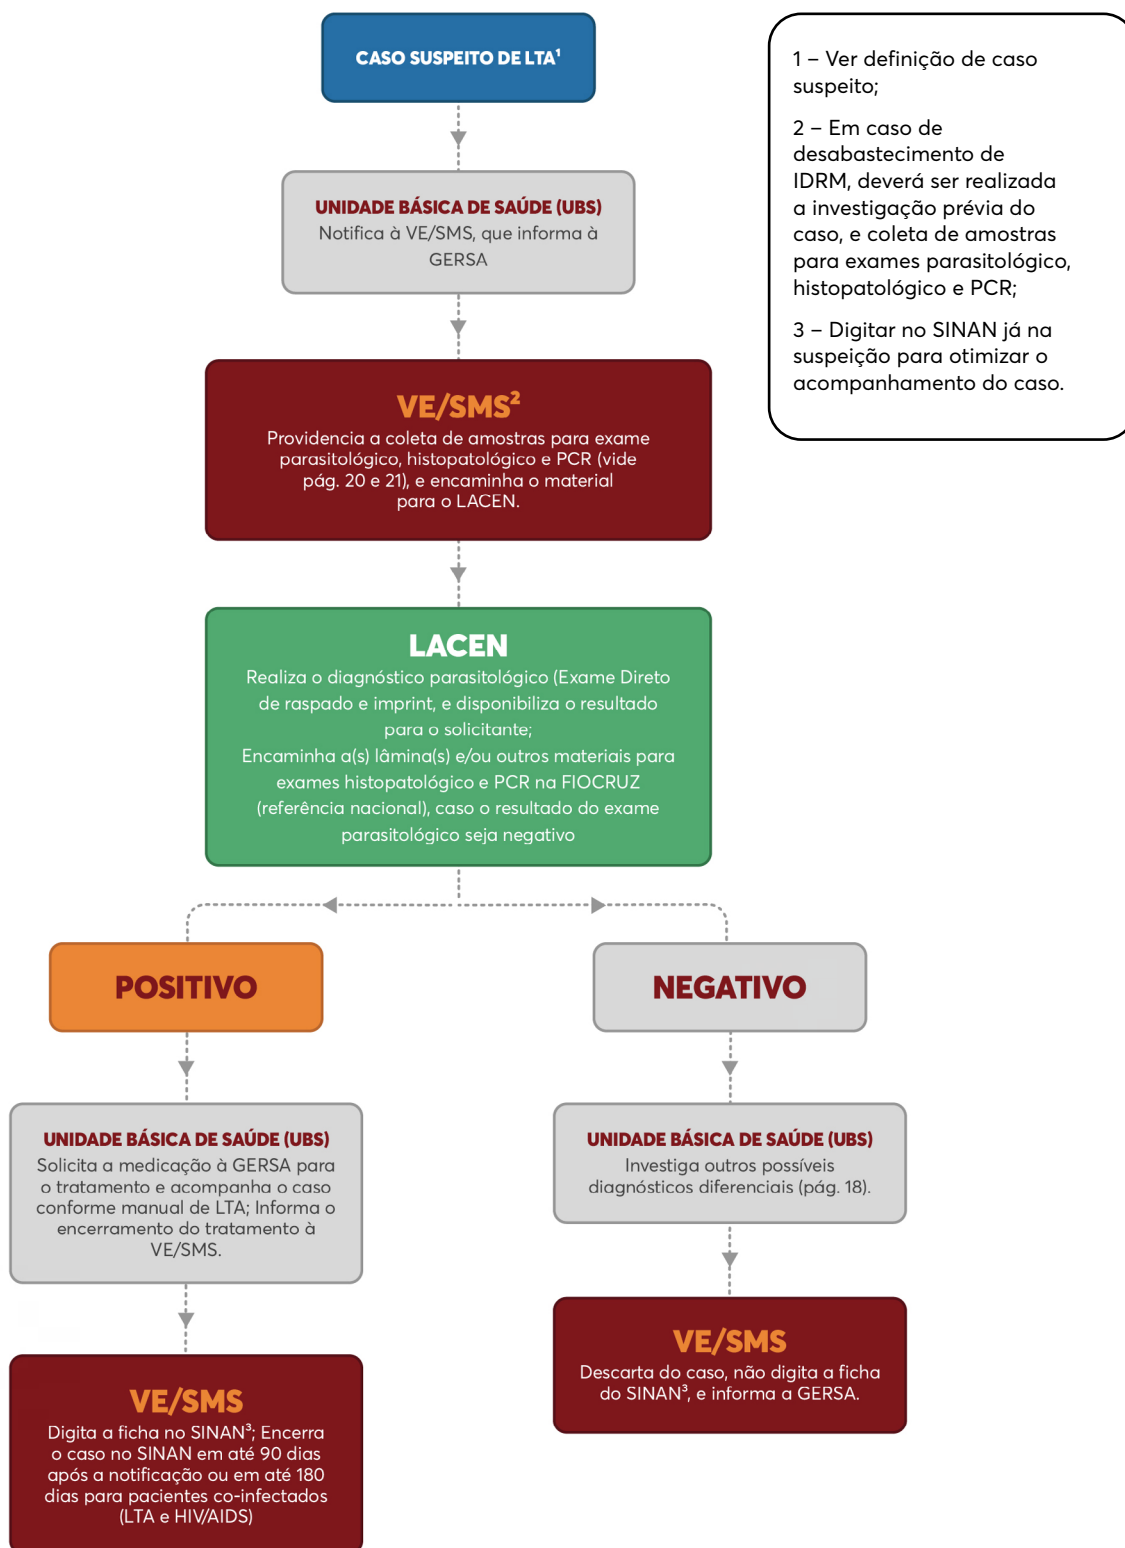 CASO SUSPEITO DE LTA¹
1 – Ver definição de caso
suspeito;
2 – Em caso de
desabastecimento de
IDRM, deverá ser realizada
a investigação prévia do
caso, e coleta de amostras
para exames parasitológico,
histopatológico e PCR;
3 – Digitar no SINAN já na
suspeição para otimizar o
acompanhamento do caso.
UNIDADE BÁSICA DE SAÚDE (UBS)
Notifica à VE/SMS, que informa à
GERSA
VE/SMS²
Providencia a coleta de amostras para exame
parasitológico, histopatológico e PCR (vide
pág. 20 e 21), e encaminha o material
para o LACEN.
LACEN
Realiza o diagnóstico parasitológico (Exame Direto
de raspado e imprint, e disponibiliza o resultado
para o solicitante;
Encaminha a(s) lâmina(s) e/ou outros materiais para
exames histopatológico e PCR na FIOCRUZ
(referência nacional), caso o resultado do exame
parasitológico seja negativo
POSITIVO
UNIDADE BÁSICA DE SAÚDE (UBS)
Solicita a medicação à GERSA para
o tratamento e acompanha o caso
conforme manual de LTA; Informa o
encerramento do tratamento à
VE/SMS.
VE/SMS
Digita a ficha no SINAN³; Encerra
o caso no SINAN em até 90 dias
após a notificação ou em até 180
dias para pacientes co-infectados
(LTA e HIV/AIDS)
NEGATIVO
UNIDADE BÁSICA DE SAÚDE (UBS)
Investiga outros possíveis
diagnósticos diferenciais (pág. 18).
VE/SMS
Descarta do caso, não digita a ficha
do SINAN³, e informa a GERSA.